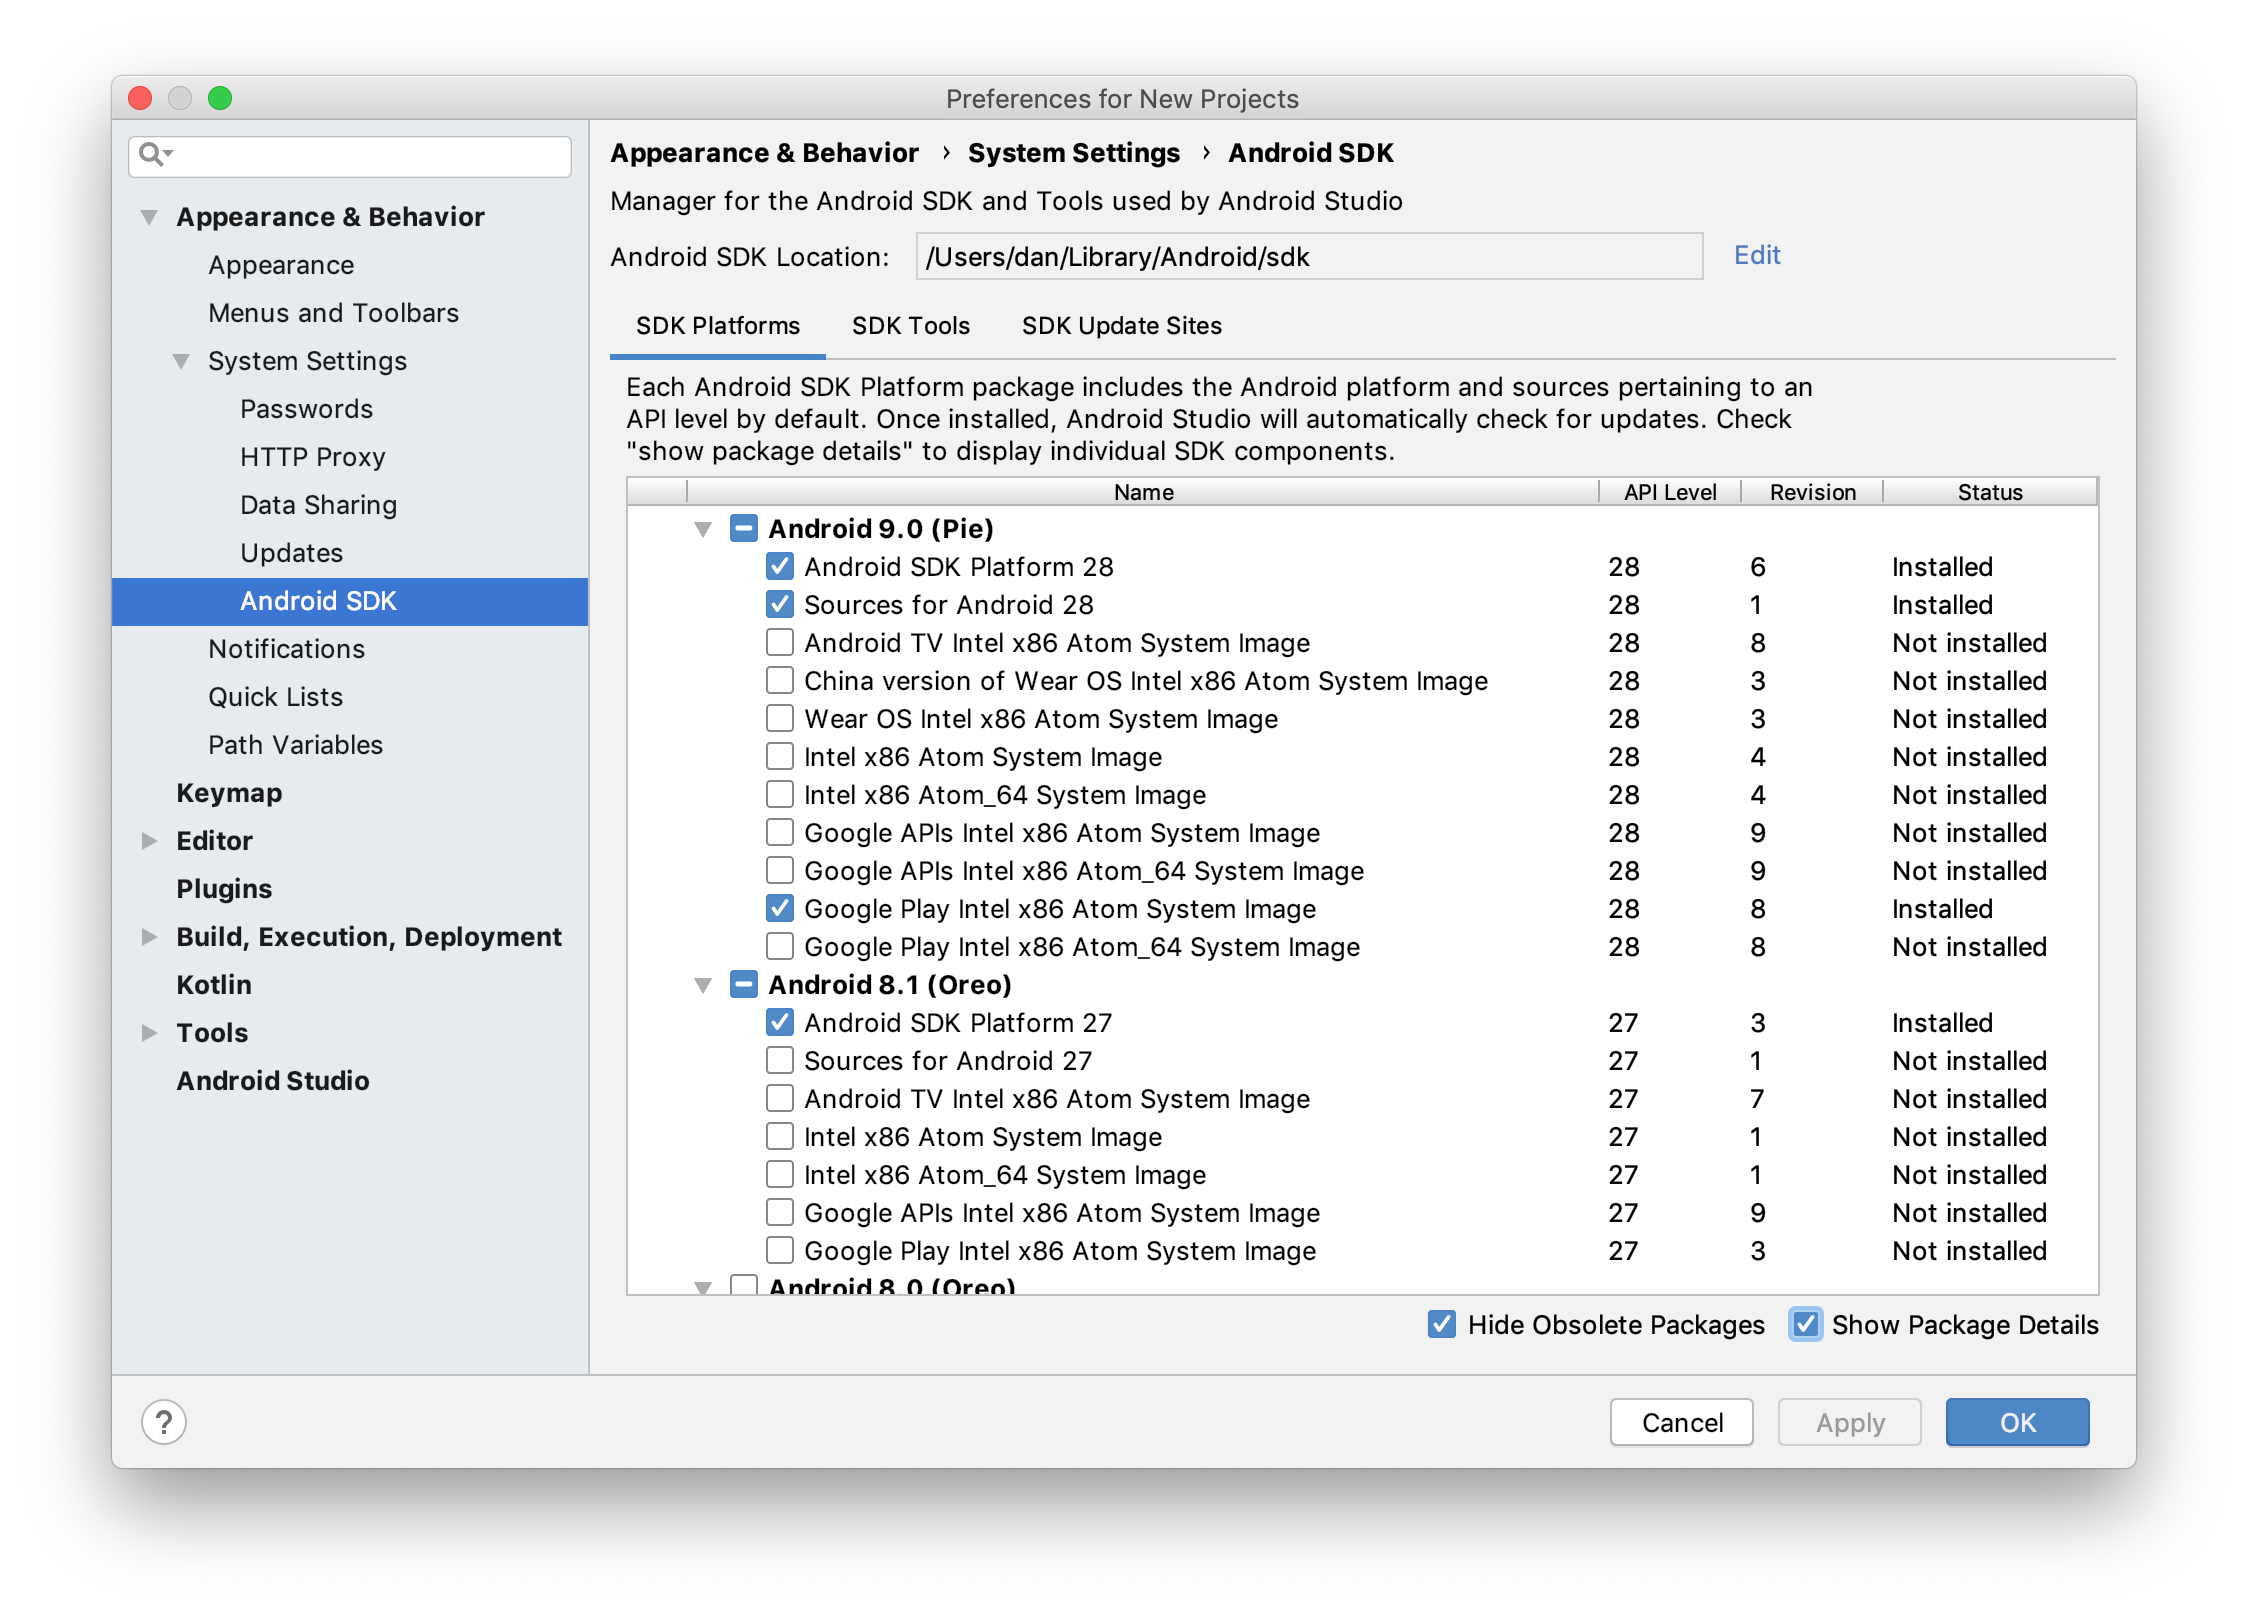 Preferences for New Projects
Appearance & Behavior
Appearance
Menus and Toolbars
System Settings
Passwords
HTTP Proxy
Data Sharing
Updates
Android SDK
Notifications
Quick Lists
Path Variables
Keymap
Editor
Plugins
Build, Execution, Deployment
Kotlin
Tools
Android Studio
Appearance & Behavior › System Settings › Android SDK
Manager for the Android SDK and Tools used by Android Studio
Android SDK Location: /Users/dan/Library/Android/sdk Edit
SDK Platforms SDK Tools SDK Update Sites
Each Android SDK Platform package includes the Android platform and sources pertaining to an
API level by default. Once installed, Android Studio will automatically check for updates. Check
"show package details" to display individual SDK components.
Name API Level Revision Status
Android 9.0 (Pie)
Android SDK Platform 28 28 6 Installed
Sources for Android 28 28 1 Installed
Android TV Intel x86 Atom System Image 28 8 Not installed
China version of Wear OS Intel x86 Atom System Image 28 3 Not installed
Wear OS Intel x86 Atom System Image 28 3 Not installed
Intel x86 Atom System Image 28 4 Not installed
Intel x86 Atom_64 System Image 28 4 Not installed
Google APIs Intel x86 Atom System Image 28 9 Not installed
Google APIs Intel x86 Atom_64 System Image 28 9 Not installed
Google Play Intel x86 Atom System Image 28 8 Installed
Google Play Intel x86 Atom_64 System Image 28 8 Not installed
Android 8.1 (Oreo)
Android SDK Platform 27 27 3 Installed
Sources for Android 27 27 1 Not installed
Android TV Intel x86 Atom System Image 27 7 Not installed
Intel x86 Atom System Image 27 1 Not installed
Intel x86 Atom_64 System Image 27 1 Not installed
Google APIs Intel x86 Atom System Image 27 9 Not installed
Google Play Intel x86 Atom System Image 27 3 Not installed
Android 8.0 (Oreo)
Hide Obsolete Packages Show Package Details
? Cancel Apply OK